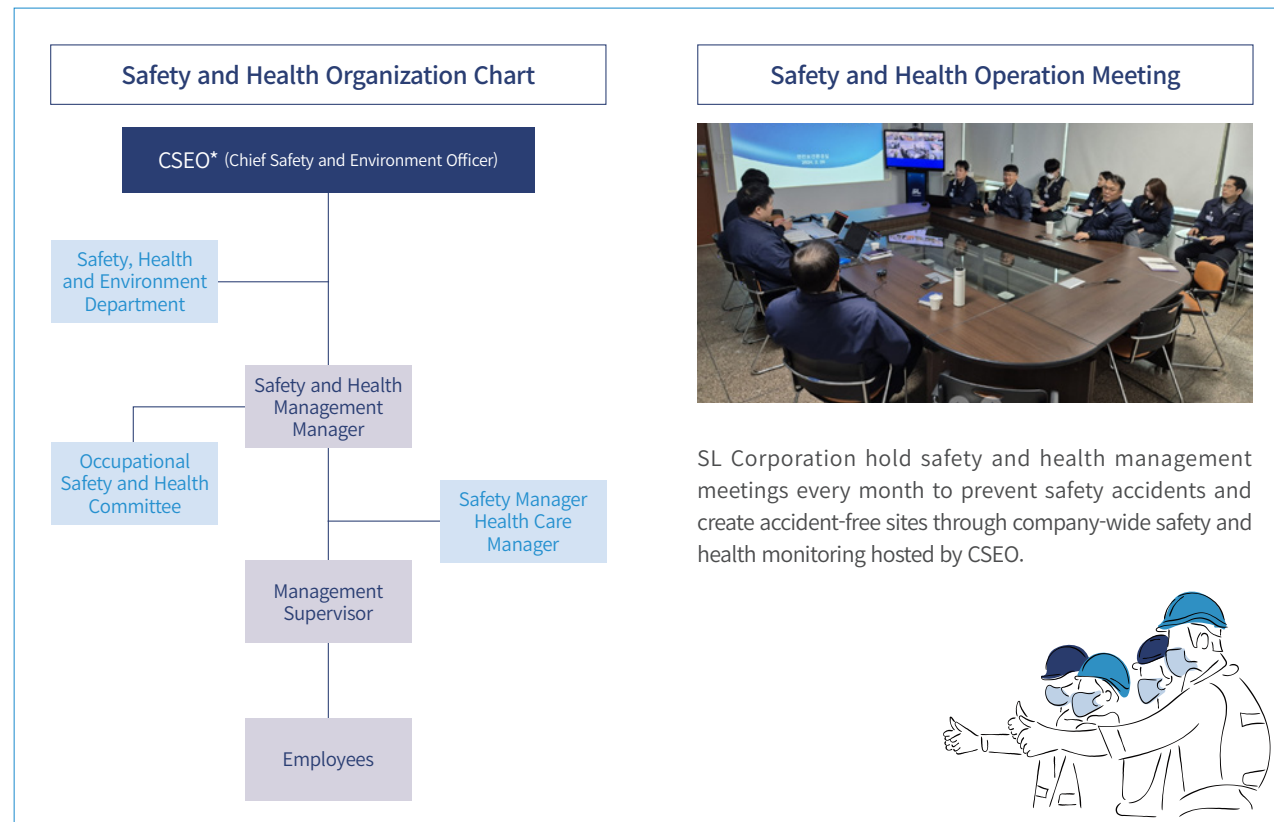 Safety and Health Organization Chart
CSEO* (Chief Safety and Environment Officer)
Safety, Health
and Environment
Department
Safety and Health
Management
Manager
Occupational
Safety and Health
Committee
Safety Manager
Health Care
Manager
Management
Supervisor
Employees
Safety and Health Operation Meeting
SL Corporation hold safety and health management
meetings every month to prevent safety accidents and
create accident-free sites through company-wide safety and
health monitoring hosted by CSEO.